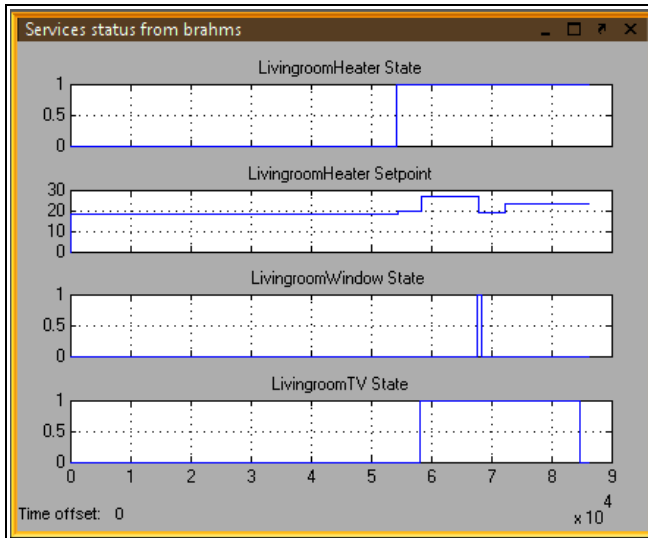 Services status from brahms
LivingroomHeater State
1
0.5
0
LivingroomHeater Setpoint
30
20
10
0
LivingroomWindow State
1
0.5
0
LivingroomTV State
1
0.5
0
0 1 2 3 4 5 6 7 8 9
x 10 4
Time offset: 0